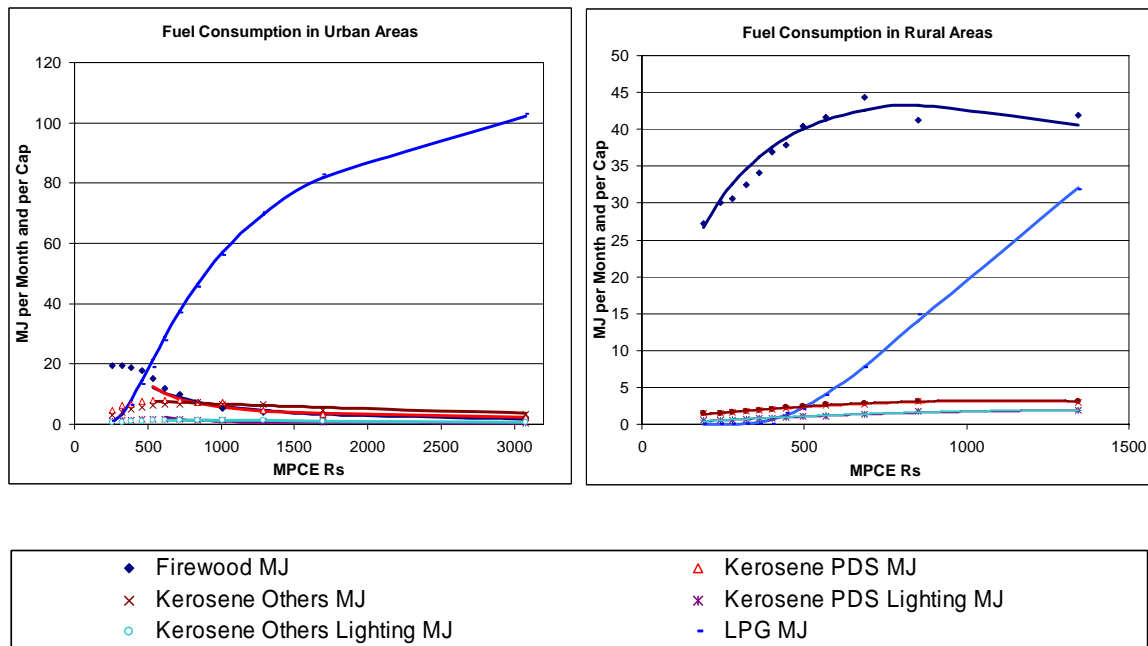 Fuel Consumption in Urban Areas
120
100
80
60
40
20
0
MJ per Month and per Cap
0 500 1000 1500 2000 2500 3000
MPCE Rs
Fuel Consumption in Rural Areas
50
45
40
35
30
25
20
15
10
5
0
MJ per Month and per Cap
0 500 1000 1500
MPCE Rs
Firewood MJ
Kerosene PDS MJ
Kerosene Others MJ
Kerosene PDS Lighting MJ
Kerosene Others Lighting MJ
LPG MJ